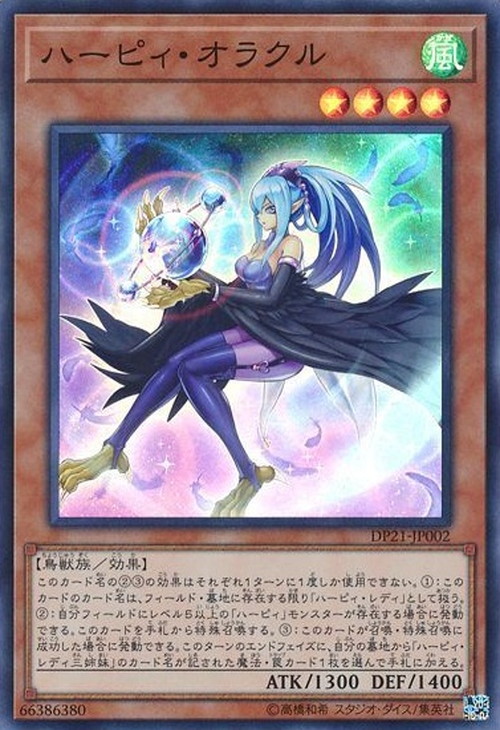 ハーピィ・オラクル
風
DP21-JP002
【鳥獣族／効果】
このカード名の②③の効果はそれぞれ1ターンに1度しか使用できない。①：この
カードのカード名は、フィールド・墓地に存在する限り「ハーピィ・レディ」として扱う。
②：自分フィールドにレベル５以上の「ハーピィ」モンスターが存在する場合に発動
できる。このカードを手札から特殊召喚する。③：このカードが召喚・特殊召喚に
成功した場合に発動できる。このターンのエンドフェイズに、自分の墓地から「ハーピィ・
レディ三姉妹」のカード名が記された魔法・罠カード1枚を選んで手札に加える。
ATK/1300 DEF/1400
66386380
©高橋和希 スタジオ・ダイス/集英社